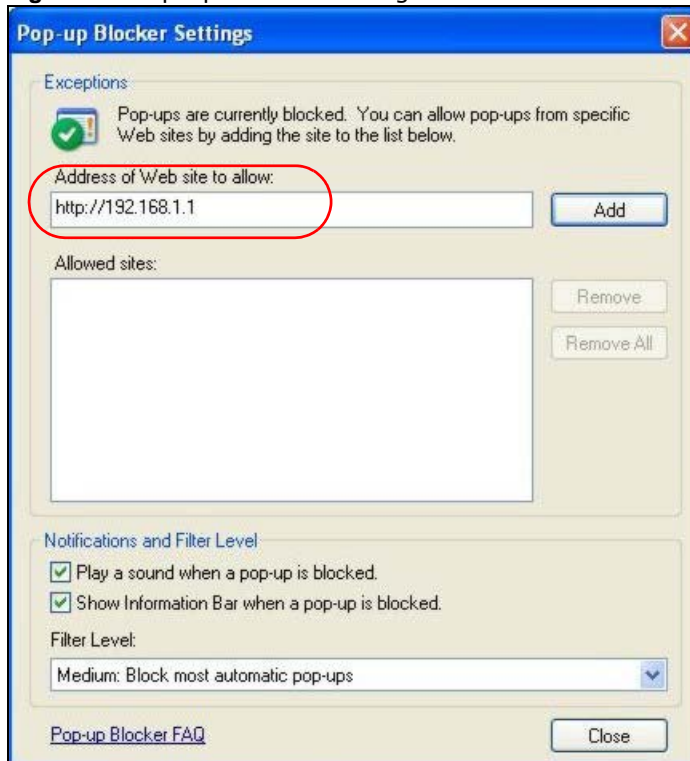 Pop-up Blocker Settings
Exceptions
Pop-ups are currently blocked. You can allow pop-ups from specific
Web sites by adding the site to the list below.
Address of Web site to allow:
http://192.168.1.1
Add
Allowed sites:
Remove
Remove All
Notifications and Filter Level
Play a sound when a pop-up is blocked.
Show Information Bar when a pop-up is blocked.
Filter Level:
Medium: Block most automatic pop-ups
Pop-up Blocker FAQ
Close